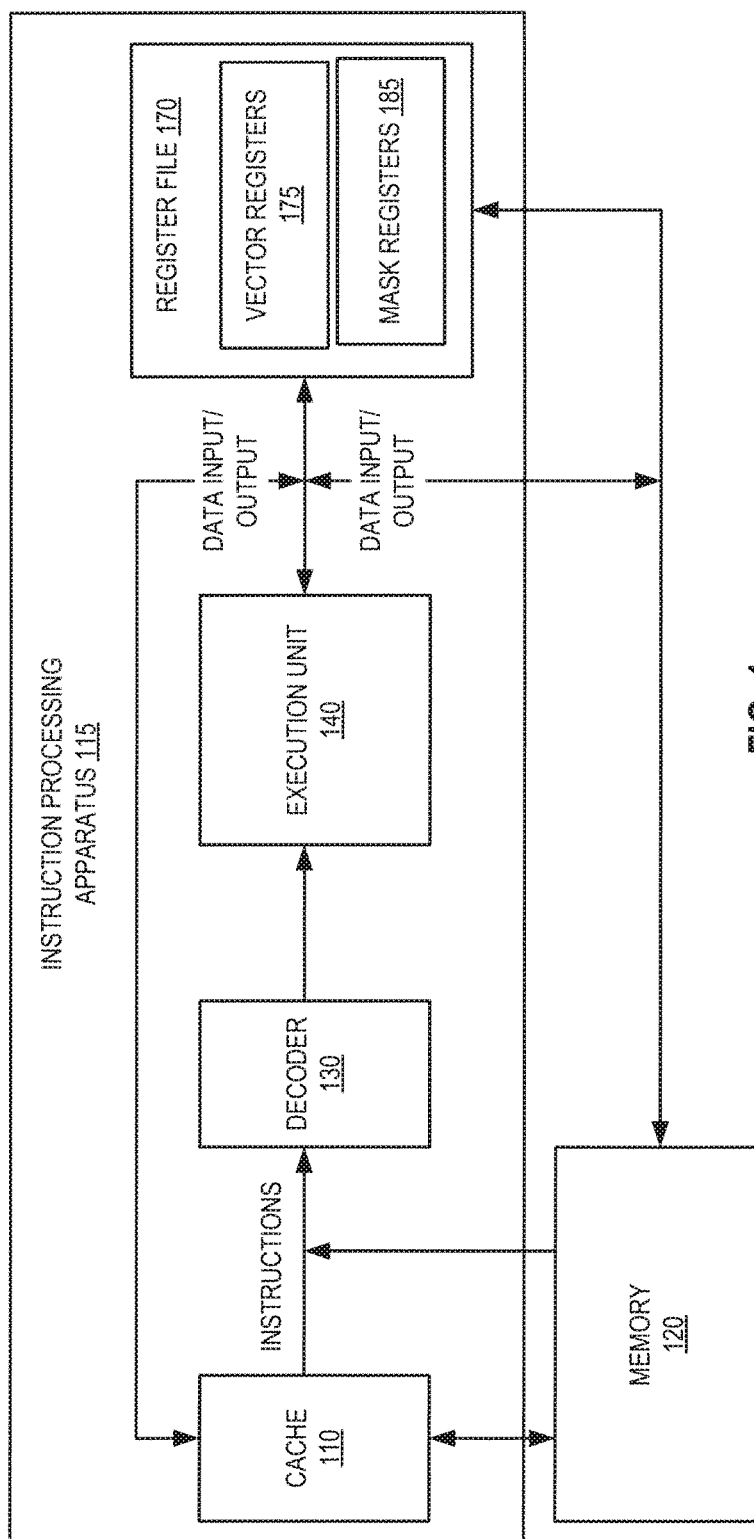 INSTRUCTION PROCESSING
APPARATUS 115
CACHE
110
INSTRUCTIONS
DECODER
130
EXECUTION UNIT
140
DATA INPUT/
OUTPUT
DATA INPUT/
OUTPUT
REGISTER FILE 170
VECTOR REGISTERS
175
MASK REGISTERS 185
MEMORY
120